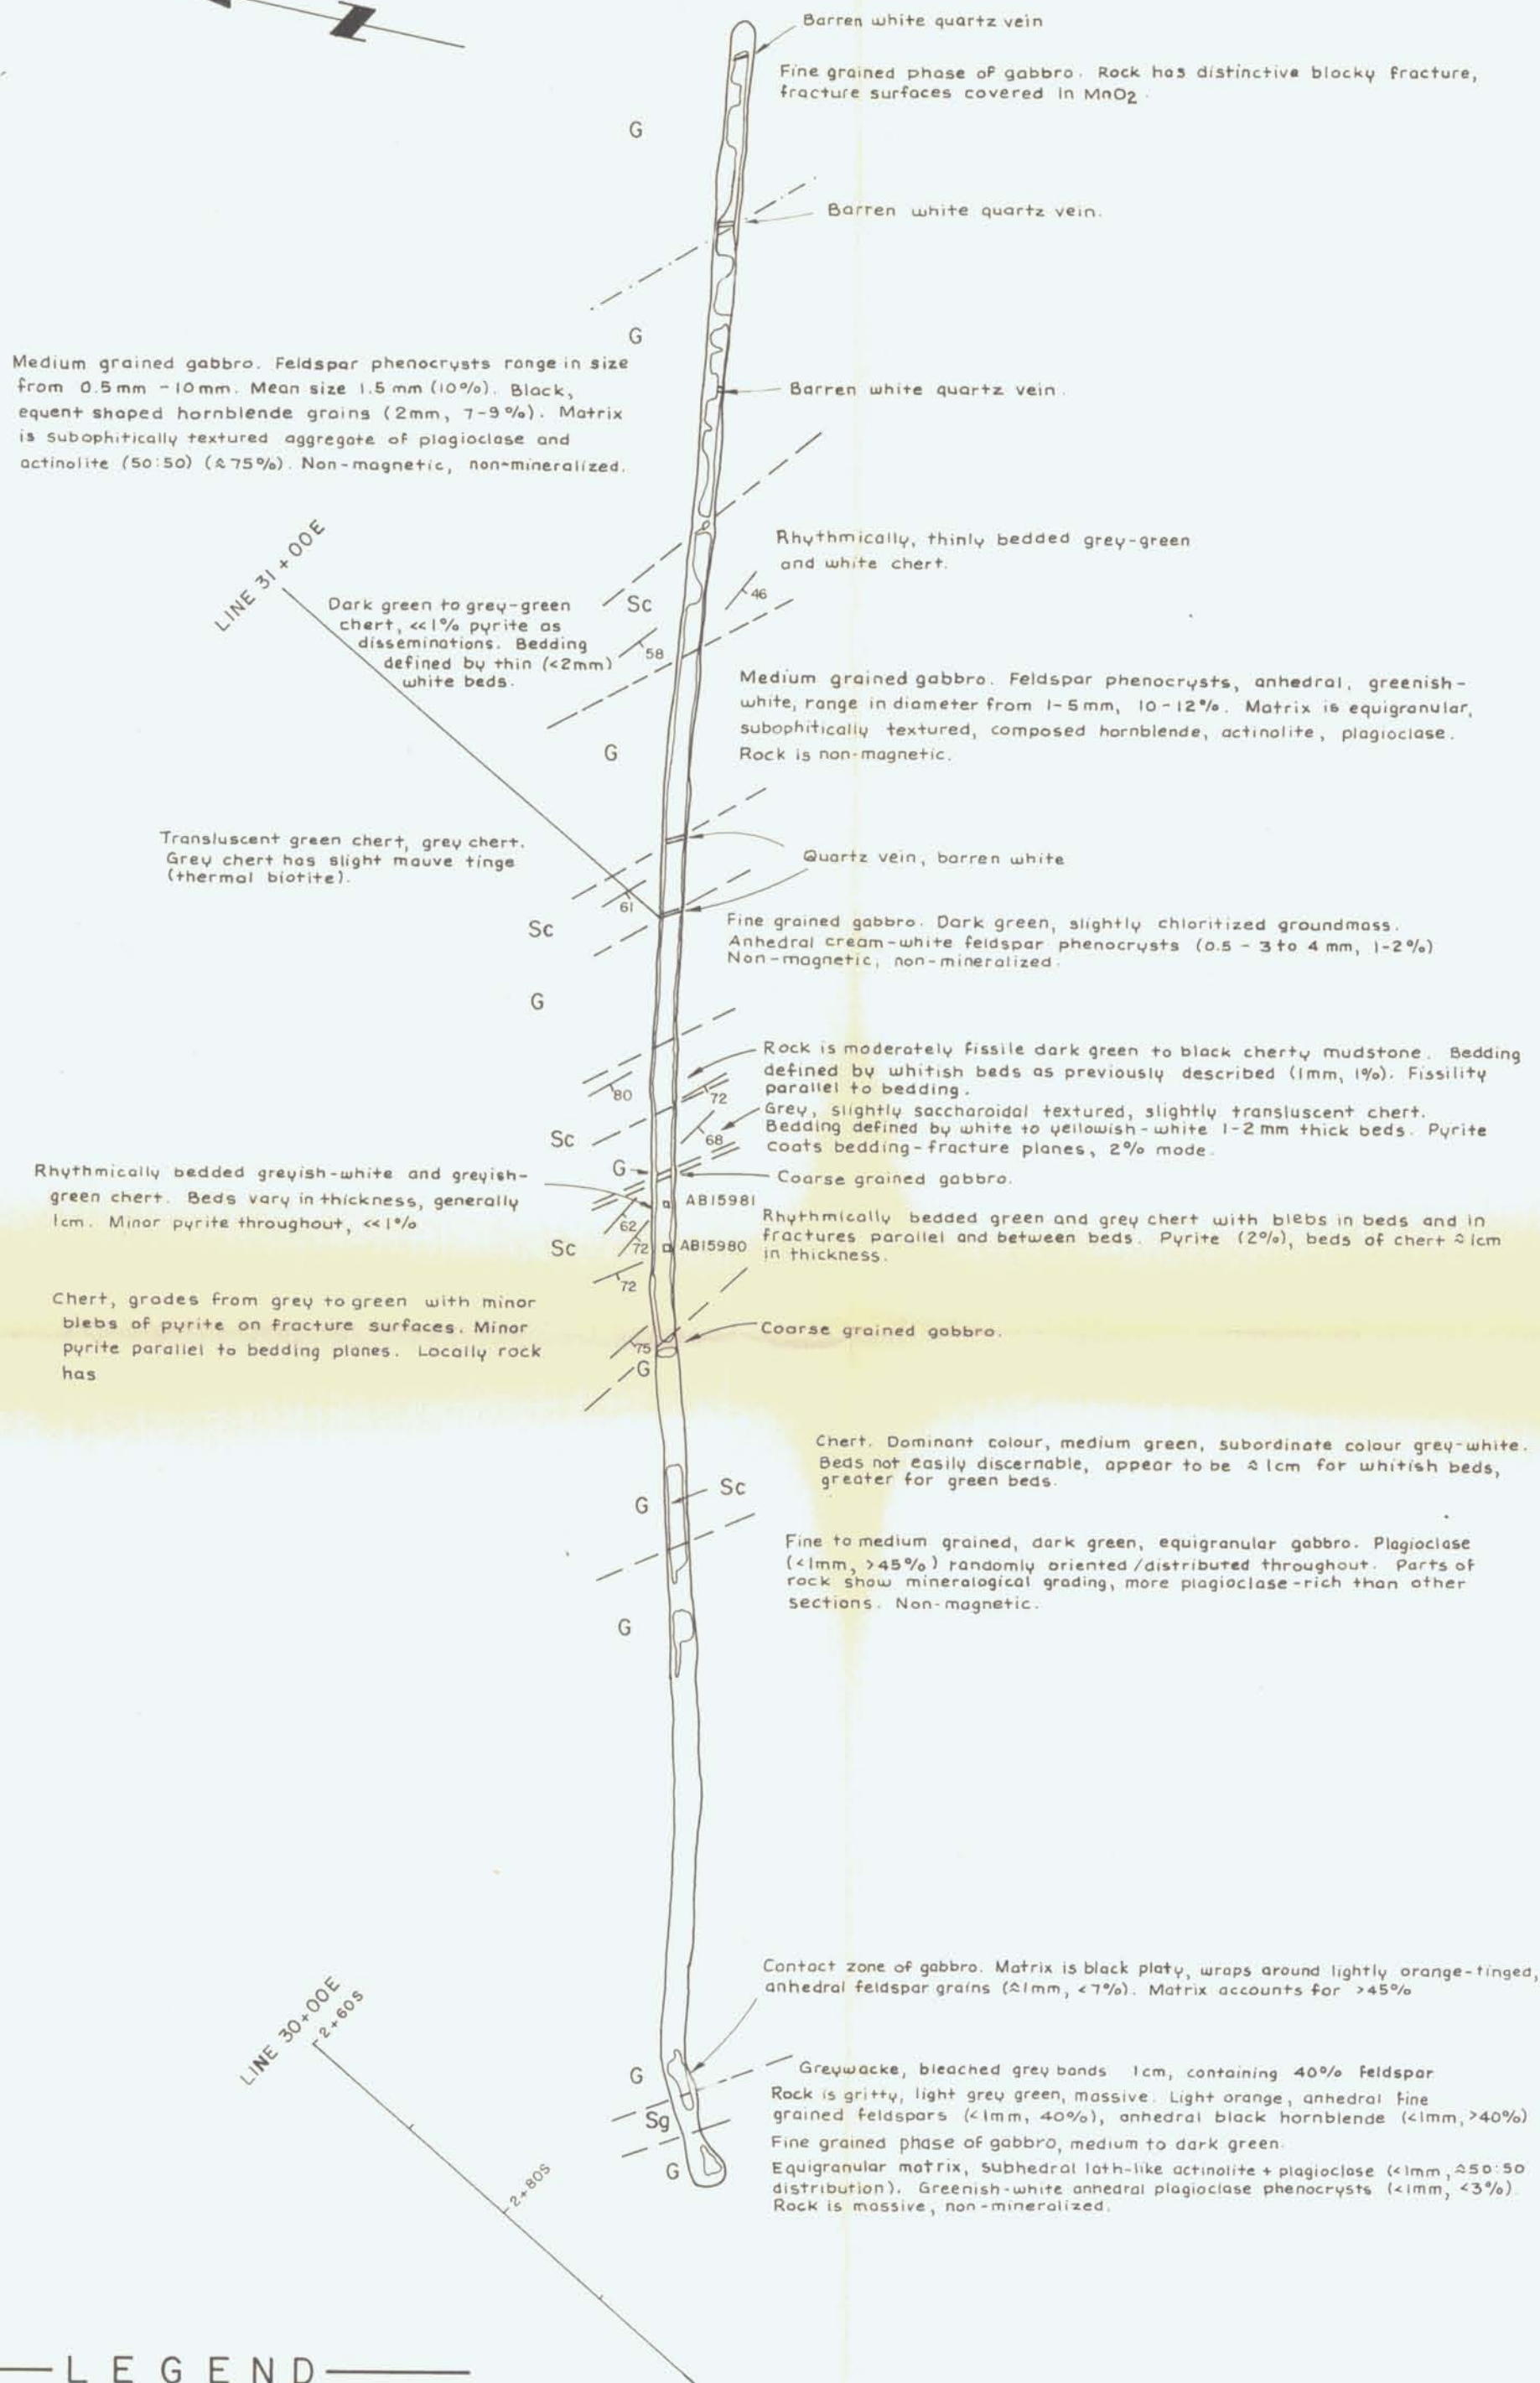 Barren white quartz vein
Fine grained phase of gabbro. Rock has distinctive blocky fracture,
fracture surfaces covered in MnO2.
G
Barren white quartz vein.
G
Medium grained gabbro. Feldspar phenocrysts range in size
from 0.5mm - 10mm. Mean size 1.5mm (10%). Black,
equent shaped hornblende grains (2mm, 7-9%). Matrix
is subophitically textured aggregate of plagioclase and
actinolite (50:50) (≈75%). Non-magnetic, non-mineralized.
Barren white quartz vein.
LINE 31+00E
Rhythmically, thinly bedded grey-green
and white chert.
46
Sc
Dark green to grey-green
chert, <<1% pyrite as
disseminations. Bedding
defined by thin (<2mm)
white beds.
58
Medium grained gabbro. Feldspar phenocrysts, anhedral, greenish-
white, range in diameter from 1-5mm, 10-12%. Matrix is equigranular,
subophitically textured, composed hornblende, actinolite, plagioclase.
Rock is non-magnetic.
G
Transluscent green chert, grey chert.
Grey chert has slight mauve tinge
(thermal biotite).
Quartz vein, barren white
61
Sc
Fine grained gabbro. Dark green, slightly chloritized groundmass.
Anhedral cream-white feldspar phenocrysts (0.5 - 3 to 4 mm, 1-2%)
Non-magnetic, non-mineralized.
G
Rock is moderately fissile dark green to black cherty mudstone. Bedding
defined by whitish beds as previously described (1mm, 1%). Fissility
parallel to bedding.
80
72
Grey, slightly saccharoidal textured, slightly transluscent chert.
Bedding defined by white to yellowish-white 1-2mm thick beds. Pyrite
coats bedding-fracture planes, 2% mode.
68
Sc
G
Coarse grained gabbro.
Rhythmically bedded greyish-white and greyish-
green chert. Beds vary in thickness, generally
1cm. Minor pyrite throughout, <<1%
AB15981
62
Rhythmically bedded green and grey chert with blebs in beds and in
fractures parallel and between beds. Pyrite (2%), beds of chert ≈1cm
in thickness.
Sc
72
AB15980
72
Chert, grades from grey to green with minor
blebs of pyrite on fracture surfaces. Minor
pyrite parallel to bedding planes. Locally rock
has
Coarse grained gabbro.
75
G
Chert. Dominant colour, medium green, subordinate colour grey-white.
Beds not easily discernable, appear to be ≈1cm for whitish beds,
greater for green beds.
Sc
G
Fine to medium grained, dark green, equigranular gabbro. Plagioclase
(<1mm, >45%) randomly oriented/distributed throughout. Parts of
rock show mineralogical grading, more plagioclase-rich than other
sections. Non-magnetic.
G
Contact zone of gabbro. Matrix is black platy, wraps around lightly orange-tinged,
anhedral feldspar grains (≈1mm, <7%). Matrix accounts for >45%
LINE 30+00E
2+60S
G
Greywacke, bleached grey bands 1cm, containing 40% feldspar
Rock is gritty, light grey green, massive. Light orange, anhedral fine
grained feldspars (<1mm, 40%), anhedral black hornblende (<1mm, >40%)
Sg
Fine grained phase of gabbro, medium to dark green.
Equigranular matrix, subhedral lath-like actinolite + plagioclase (<1mm, ≈50:50
distribution). Greenish-white anhedral plagioclase phenocrysts (<1mm, <3%)
Rock is massive, non-mineralized.
G
2+80S
LEGEND